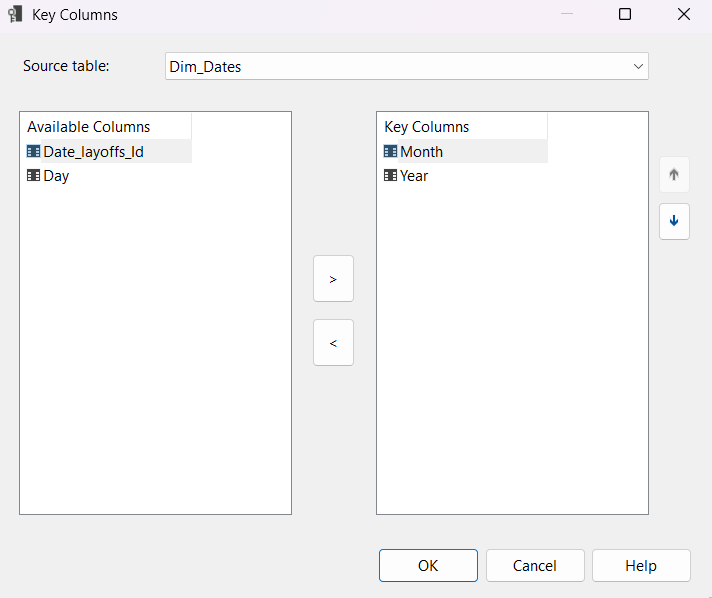 Key Columns
Source table:
Dim_Dates
Available Columns
Date_layoffs_Id
Day
>
<
Key Columns
Month
Year
OK
Cancel
Help